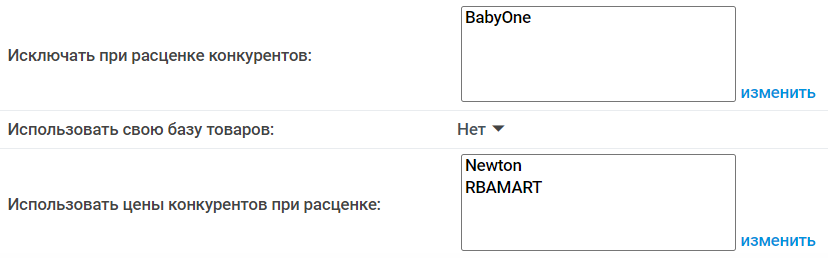 BabyOne
Исключать при расценке конкурентов:
изменить
Использовать свою базу товаров:
Нет
Newton
RBAMART
Использовать цены конкурентов при расценке:
изменить